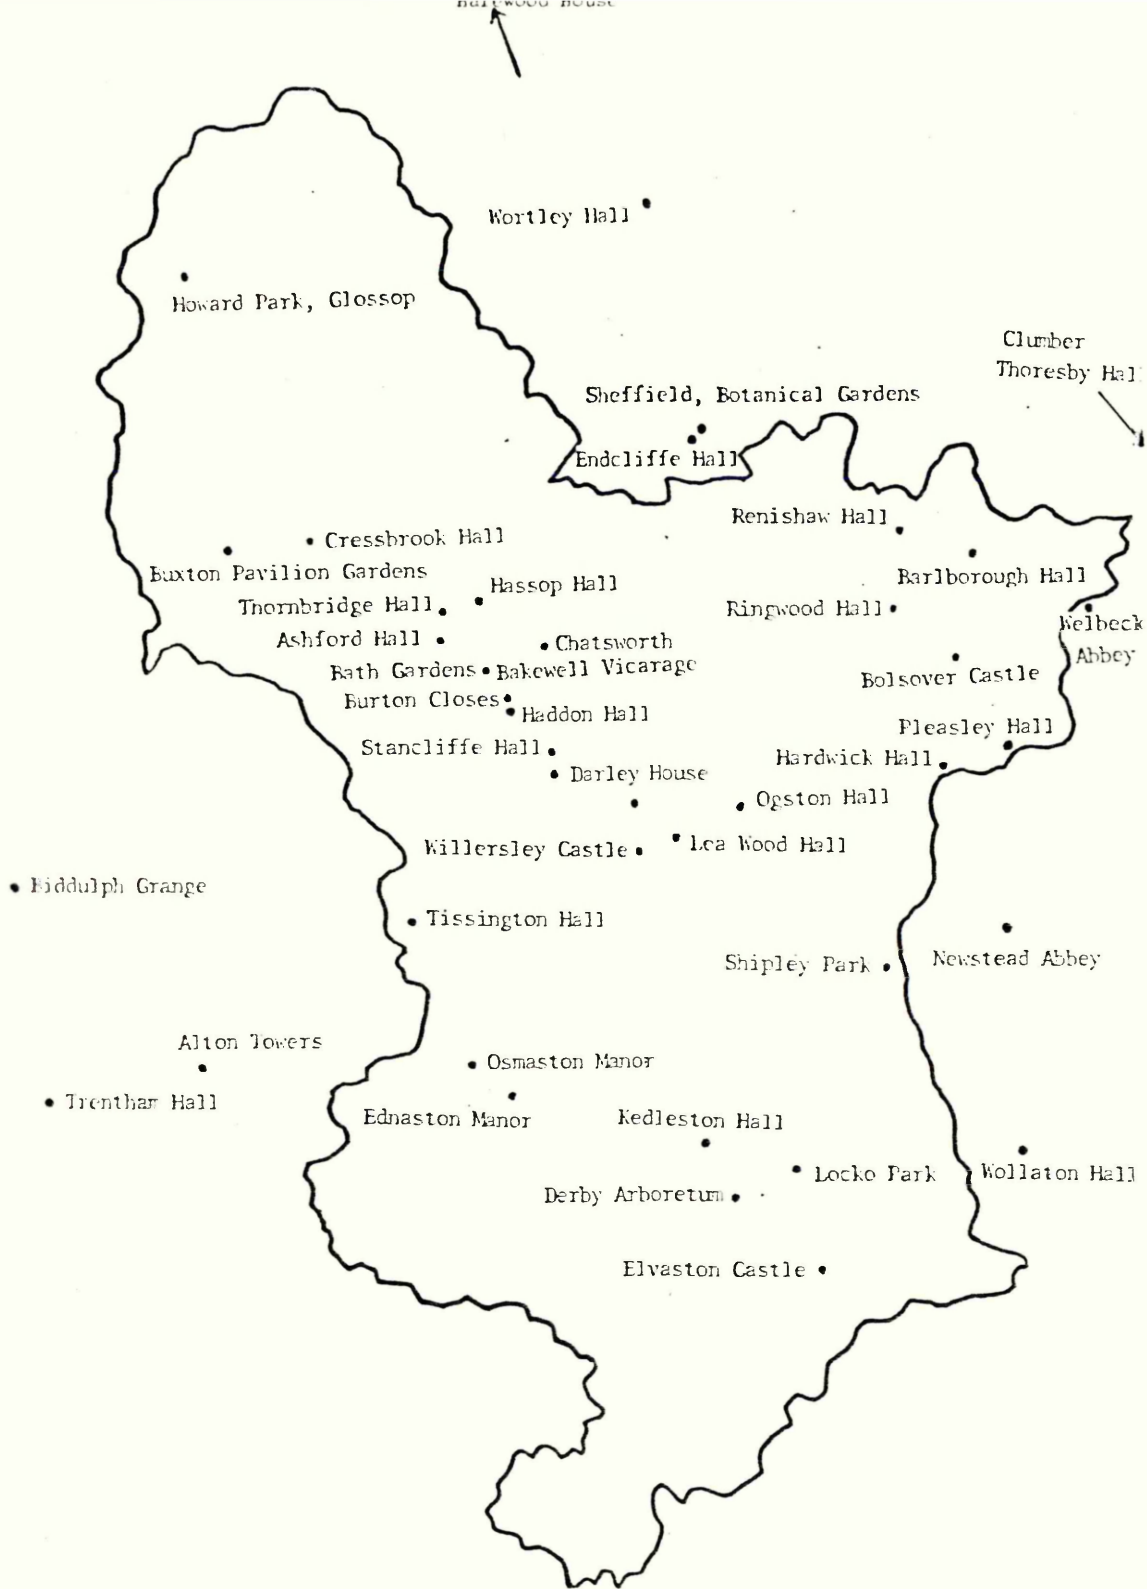 Harewood House
Wortley Hall
Howard Park, Glossop
Clumber
Thoresby Hal
Sheffield, Botanical Gardens
Endcliffe Hall
Renishaw Hall
Cressbrook Hall
Buxton Pavilion Gardens
Barlborough Hall
Hassop Hall
Thornbridge Hall
Ringwood Hall
Welbeck
Abbey
Ashford Hall
Chatsworth
Bath Gardens
Bakewell Vicarage
Bolsover Castle
Burton Closes
Haddon Hall
Pleasley Hall
Stancliffe Hall
Hardwick Hall
Darley House
Ogston Hall
Willersley Castle
Lea Wood Hall
Biddulph Grange
Tissington Hall
Shipley Park
Newstead Abbey
Alton Towers
Osmaston Manor
Trentham Hall
Ednaston Manor
Kedleston Hall
Locko Park
Wollaton Hall
Derby Arboretum
Elvaston Castle